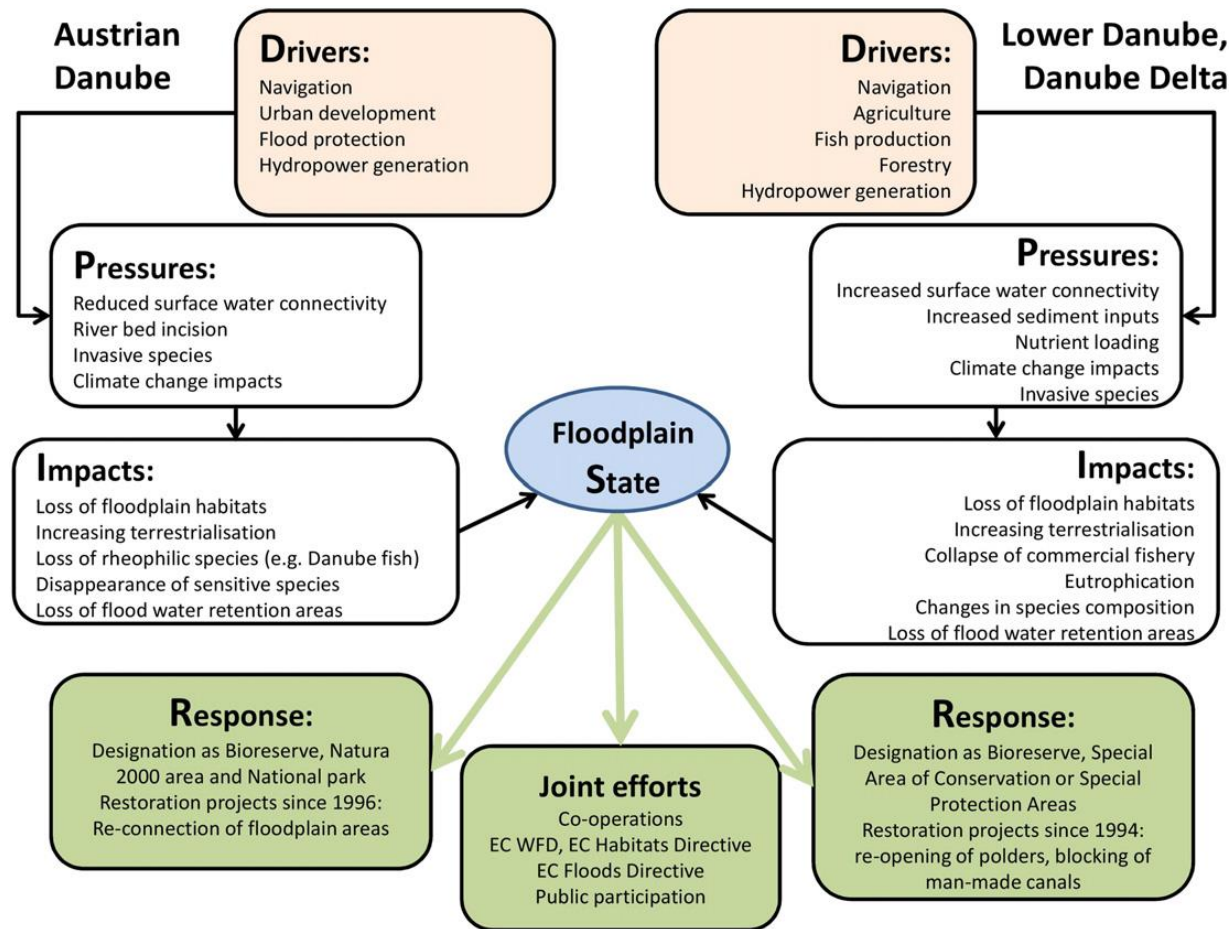 Austrian
Danube
Drivers:
Navigation
Urban development
Flood protection
Hydropower generation
Drivers:
Navigation
Agriculture
Fish production
Forestry
Hydropower generation
Lower Danube,
Danube Delta
Pressures:
Reduced surface water connectivity
River bed incision
Invasive species
Climate change impacts
Pressures:
Increased surface water connectivity
Increased sediment inputs
Nutrient loading
Climate change impacts
Invasive species
Impacts:
Loss of floodplain habitats
Increasing terrestrialisation
Loss of rheophilic species (e.g. Danube fish)
Disappearance of sensitive species
Loss of flood water retention areas
Floodplain
State
Impacts:
Loss of floodplain habitats
Increasing terrestrialisation
Collapse of commercial fishery
Eutrophication
Changes in species composition
Loss of flood water retention areas
Response:
Designation as Bioreserve, Natura
2000 area and National park
Restoration projects since 1996:
Re-connection of floodplain areas
Joint efforts
Co-operations
EC WFD, EC Habitats Directive
EC Floods Directive
Public participation
Response:
Designation as Bioreserve, Special
Area of Conservation or Special
Protection Areas
Restoration projects since 1994:
re-opening of polders, blocking of
man-made canals